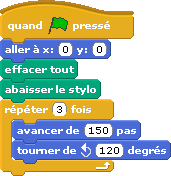 quand pressé
aller à x: 0 y: 0
effacer tout
abaisser le stylo
répéter 3 fois
avancer de 150 pas
tourner de 120 degrés